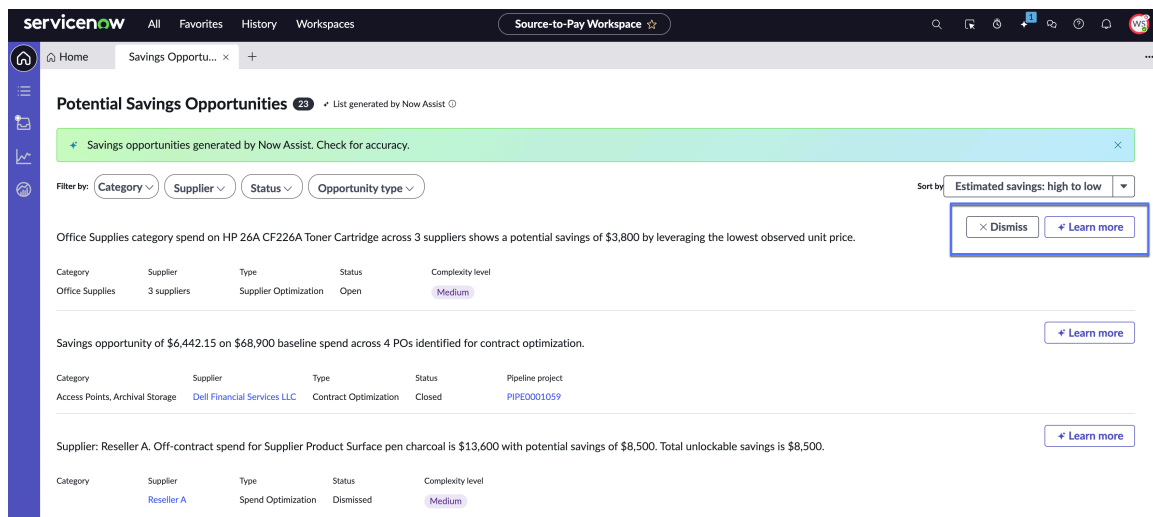 servicenow All Favorites History Workspaces Source-to-Pay Workspace 1 WS
Home Savings Opportu...
Potential Savings Opportunities 23 List generated by Now Assist
Savings opportunities generated by Now Assist. Check for accuracy.
Filter by: Category Supplier Status Opportunity type Sort by Estimated savings: high to low
Dismiss Learn more
Office Supplies category spend on HP 26A CF226A Toner Cartridge across 3 suppliers shows a potential savings of $3,800 by leveraging the lowest observed unit price.
Category Supplier Type Status Complexity level
Office Supplies 3 suppliers Supplier Optimization Open Medium
Learn more
Savings opportunity of $6,442.15 on $68,900 baseline spend across 4 POs identified for contract optimization.
Category Supplier Type Status Pipeline project
Access Points, Archival Storage Dell Financial Services LLC Contract Optimization Closed PIPE0001059
Learn more
Supplier: Reseller A. Off-contract spend for Supplier Product Surface pen charcoal is $13,600 with potential savings of $8,500. Total unlockable savings is $8,500.
Category Supplier Type Status Complexity level
Reseller A Spend Optimization Dismissed Medium